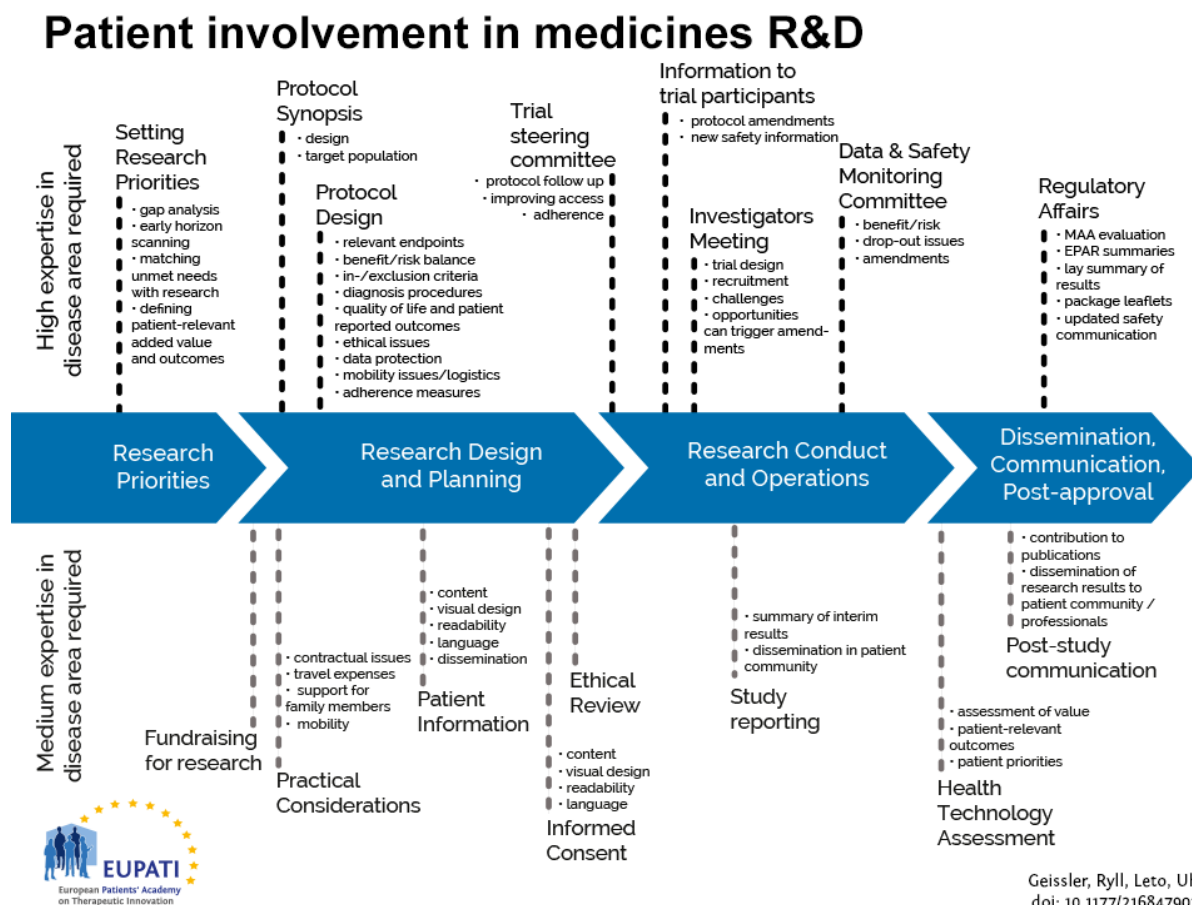 Patient involvement in medicines R&D
High expertise in
disease area required
Setting
Research
Priorities
• gap analysis
• early horizon
scanning
• matching
unmet needs
with research
• defining
patient-relevant
added value
and outcomes
Protocol
Synopsis
• design
• target population
Protocol
Design
• relevant endpoints
• benefit/risk balance
• in-/exclusion criteria
• diagnosis procedures
• quality of life and patient
reported outcomes
• ethical issues
• data protection
• mobility issues/logistics
• adherence measures
Trial
steering
committee
• protocol follow up
• improving access
• adherence
Information to
trial participants
• protocol amendments
• new safety information
Investigators
Meeting
• trial design
• recruitment
• challenges
• opportunities
can trigger amend-
ments
Data & Safety
Monitoring
Committee
• benefit/risk
• drop-out issues
• amendments
Regulatory
Affairs
• MAA evaluation
• EPAR summaries
• lay summary of
results
• package leaflets
• updated safety
communication
Research
Priorities
Research Design
and Planning
Research Conduct
and Operations
Dissemination,
Communication,
Post-approval
Medium expertise in
disease area required
Fundraising
for research
• contractual issues
• travel expenses
• support for
family members
• mobility
Practical
Considerations
• content
• visual design
• readability
• language
• dissemination
Patient
Information
Ethical
Review
• content
• visual design
• readability
• language
Informed
Consent
• summary of interim
results
• dissemination in patient
community
Study
reporting
• contribution to
publications
• dissemination of
research results to
patient community /
professionals
Post-study
communication
• assessment of value
• patient-relevant
outcomes
• patient priorities
Health
Technology
Assessment
EUPATI
European Patients' Academy
on Therapeutic Innovation
Geissler, Ryll, Leto,
doi: